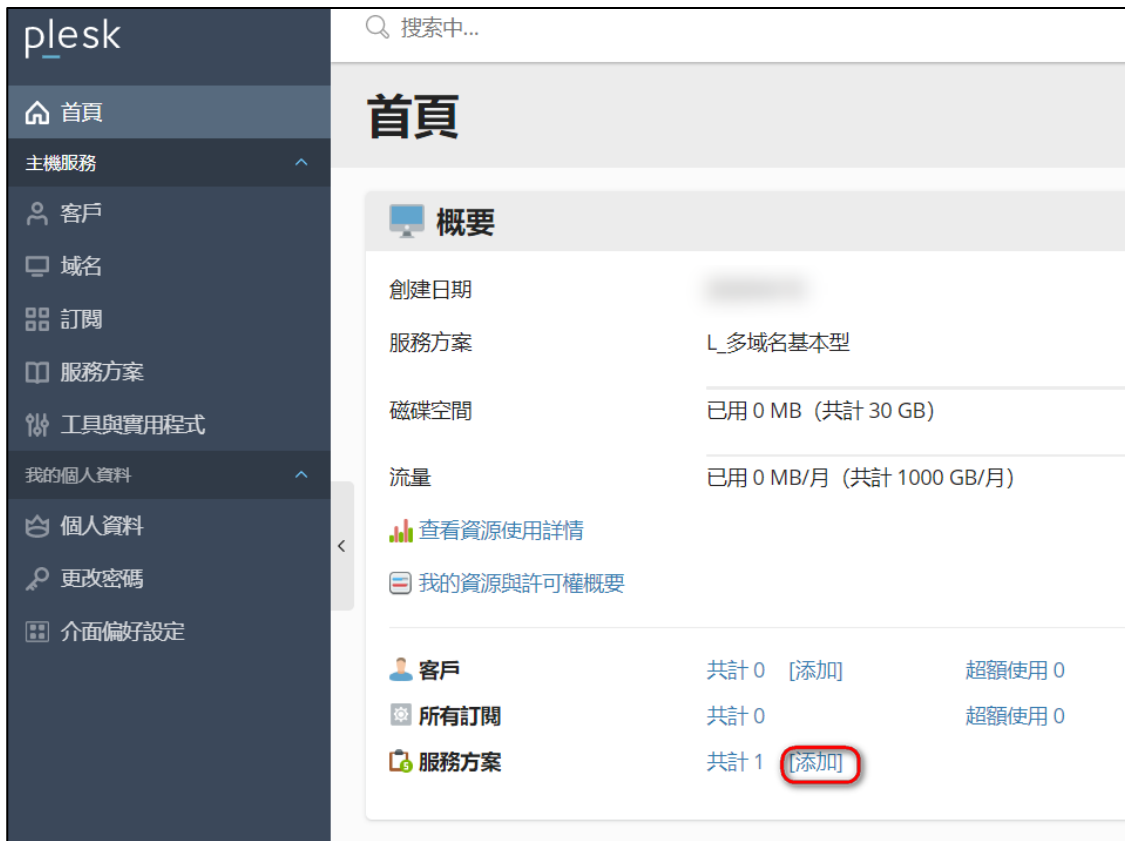 plesk
搜索中...
首頁
主機服務
客戶
域名
訂閱
服務方案
工具與實用程式
我的個人資料
個人資料
更改密碼
介面偏好設定
首頁
概要
創建日期
服務方案 L_多域名基本型
磁碟空間 已用 0 MB（共計 30 GB）
流量 已用 0 MB/月（共計 1000 GB/月）
查看資源使用詳情
我的資源與許可權概要
客戶 共計 0 [添加] 超額使用 0
所有訂閱 共計 0 超額使用 0
服務方案 共計 1 [添加]